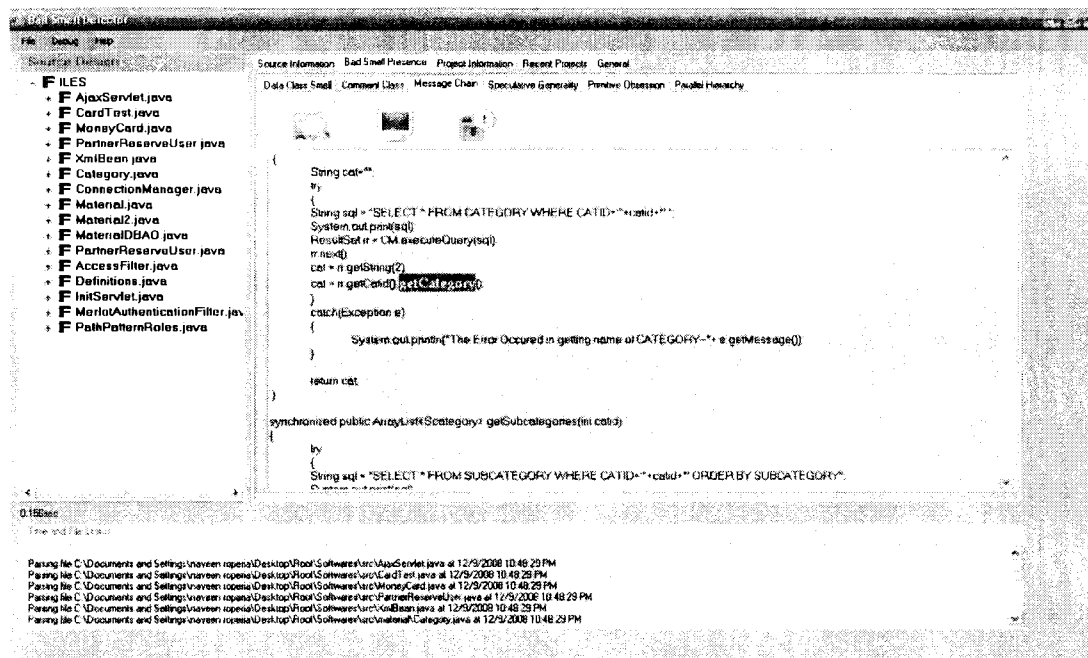 Bad Smell Detector
File Debug Help
Source Design
Source Information Bad Smell Presence Project Information Recent Projects General
Data Class Smell Comment Class Message Chain Speculative Generality Primitive Obsession Parallel Hierarchy
- F ILES
+ F AjaxServlet.java
+ F CardTest.java
+ F MoneyCard.java
+ F PartnerReserveUser.java
+ F XmlBean.java
+ F Category.java
+ F ConnectionManager.java
+ F Material.java
+ F Material2.java
+ F MaterialDBAO.java
+ F PartnerReserveUser.java
+ F AccessFilter.java
+ F Definitions.java
+ F InitServlet.java
+ F MerlotAuthenticationFilter.jav
+ F PathPatternRoles.java
{
String cat="";
try
{
String sql = "SELECT * FROM CATEGORY WHERE CATID='"+catid+"'";
System.out.print(sql);
ResultSet rr = CM.executeQuery(sql);
rr.next();
cat = rr.getString(2);
cat = rr.getCatid().getCategory();
}
catch(Exception e)
{
System.out.println("The Error Occured in getting name of CATEGORY--"+ e.getMessage());
}
return cat;
}
synchronized public ArrayList<Scategory> getSubcategories(int catid)
{
try
{
String sql = "SELECT * FROM SUBCATEGORY WHERE CATID='"+catid+"' ORDER BY SUBCATEGORY";
System.out.print(sql);
0.156sec
Time and File Status
Parsing file C:\Documents and Settings\naveen roperia\Desktop\Root\Softwares\src\AjaxServlet.java at 12/9/2008 10:48:29 PM
Parsing file C:\Documents and Settings\naveen roperia\Desktop\Root\Softwares\src\CardTest.java at 12/9/2008 10:48:29 PM
Parsing file C:\Documents and Settings\naveen roperia\Desktop\Root\Softwares\src\MoneyCard.java at 12/9/2008 10:48:29 PM
Parsing file C:\Documents and Settings\naveen roperia\Desktop\Root\Softwares\src\PartnerReserveUser.java at 12/9/2008 10:48:29 PM
Parsing file C:\Documents and Settings\naveen roperia\Desktop\Root\Softwares\src\XmlBean.java at 12/9/2008 10:48:29 PM
Parsing file C:\Documents and Settings\naveen roperia\Desktop\Root\Softwares\src\material\Category.java at 12/9/2008 10:48:29 PM